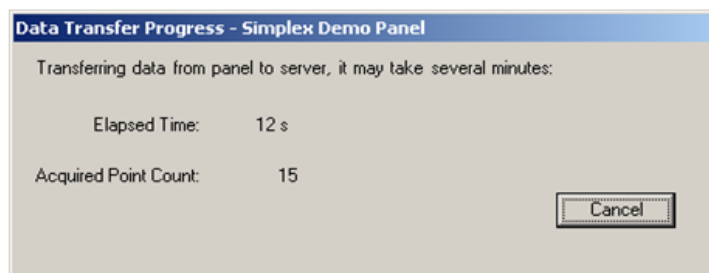 Data Transfer Progress - Simplex Demo Panel
Transferring data from panel to server, it may take several minutes:
Elapsed Time: 12 s
Acquired Point Count: 15
Cancel